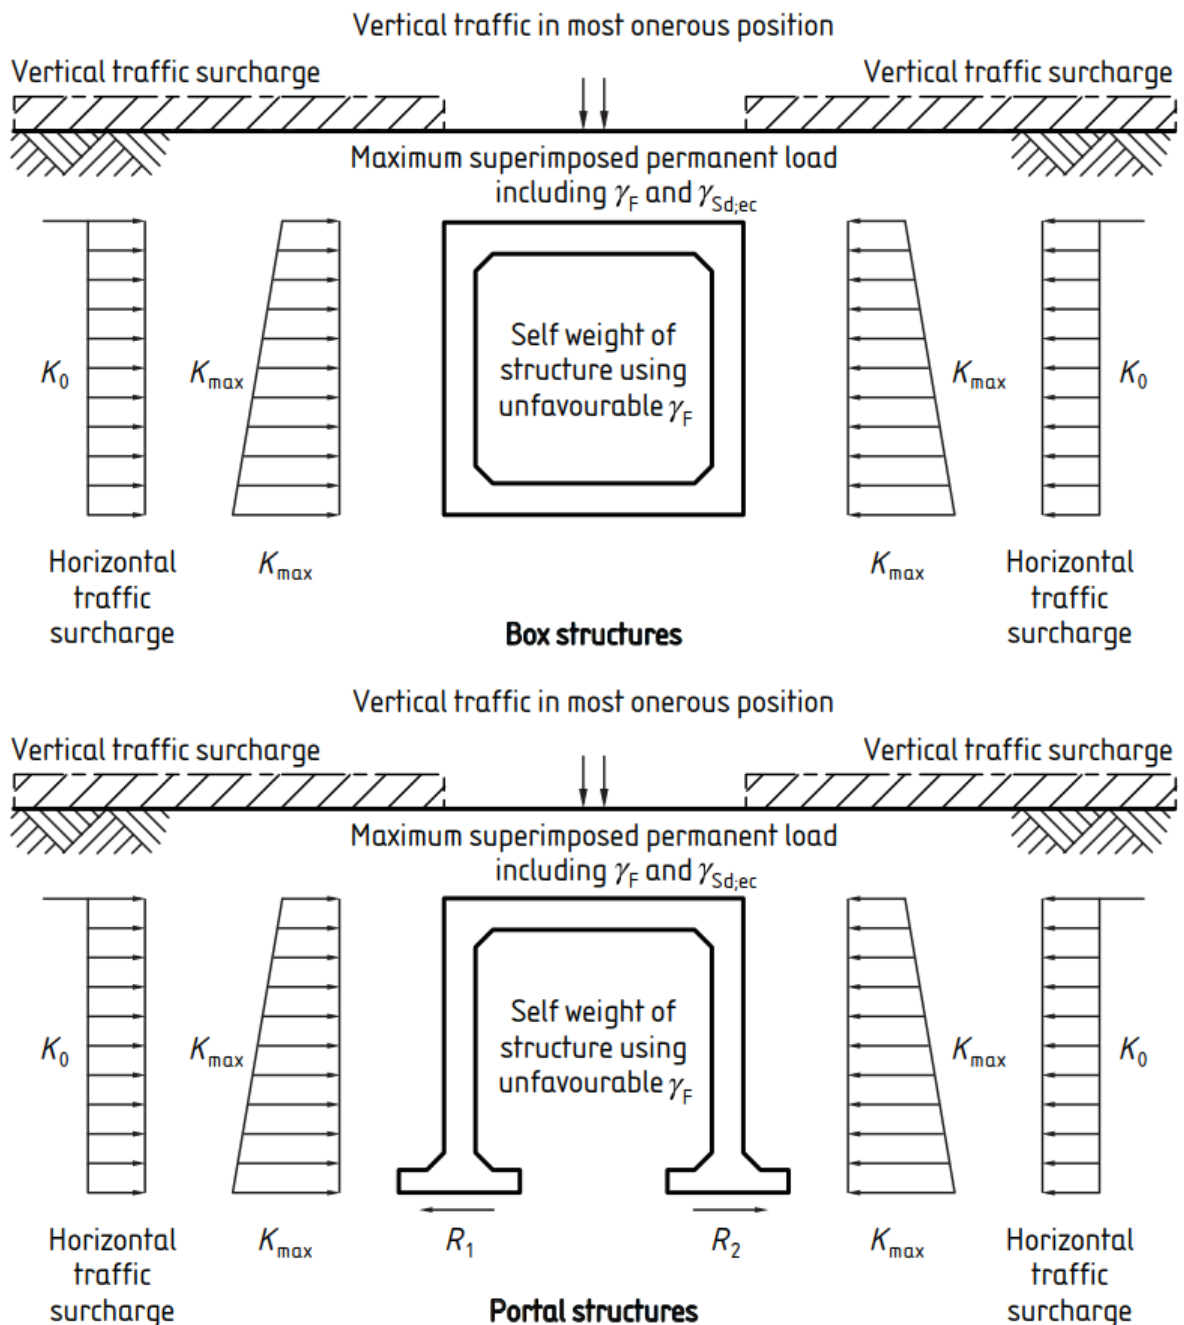 Vertical traffic in most onerous position
Vertical traffic surcharge
Vertical traffic surcharge
Maximum superimposed permanent load
including γF and γSd;ec
Self weight of
structure using
unfavourable γF
K0
Kmax
Kmax
K0
Horizontal
traffic
surcharge
Kmax
Kmax
Horizontal
traffic
surcharge
Box structures
Vertical traffic in most onerous position
Vertical traffic surcharge
Vertical traffic surcharge
Maximum superimposed permanent load
including γF and γSd;ec
Self weight of
structure using
unfavourable γF
K0
Kmax
Kmax
K0
Horizontal
traffic
surcharge
Kmax
R1
R2
Kmax
Horizontal
traffic
surcharge
Portal structures